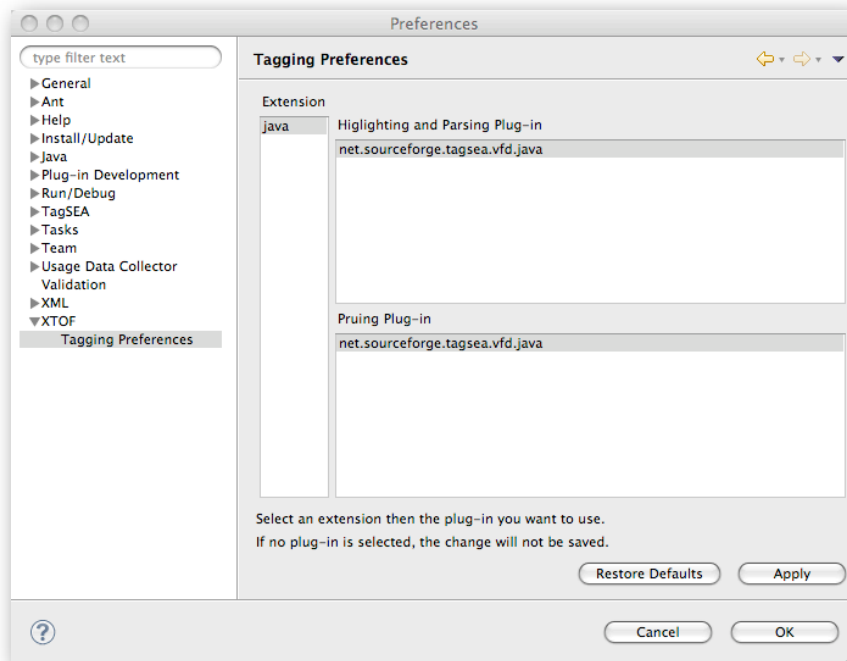 Preferences
type filter text
General
Ant
Help
Install/Update
Java
Plug-in Development
Run/Debug
TagSEA
Tasks
Team
Usage Data Collector
Validation
XML
XTOF
Tagging Preferences
Tagging Preferences
Extension
java
Higlighting and Parsing Plug-in
net.sourceforge.tagsea.vfd.java
Pruing Plug-in
net.sourceforge.tagsea.vfd.java
Select an extension then the plug-in you want to use.
If no plug-in is selected, the change will not be saved.
Restore Defaults Apply
? Cancel OK